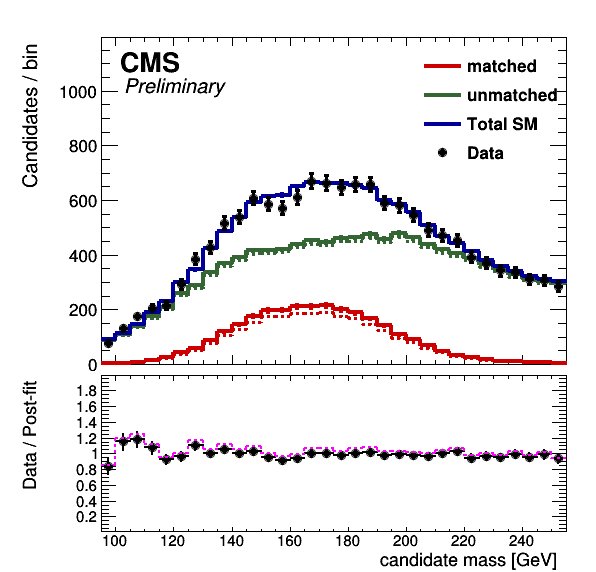 CMS
Preliminary
matched
unmatched
Total SM
Data
Candidates / bin
1000
800
600
400
200
0
Data / Post-fit
1.8
1.6
1.4
1.2
1
0.8
0.6
0.4
0.2
100 120 140 160 180 200 220 240
candidate mass [GeV]